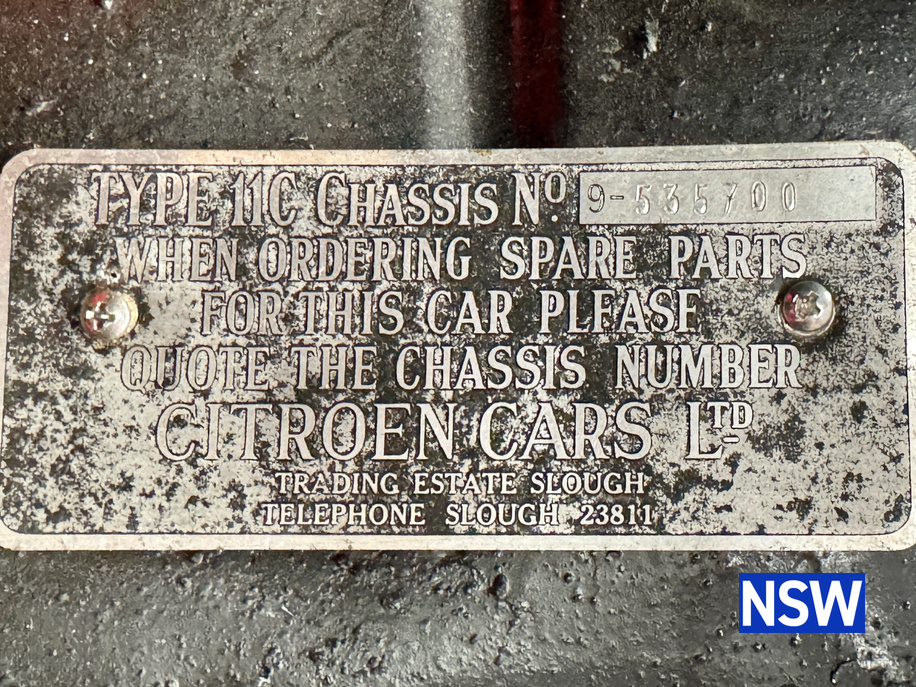 TYPE 11C CHASSIS No. 9-535700
WHEN ORDERING SPARE PARTS
FOR THIS CAR PLEASE
QUOTE THE CHASSIS NUMBER
CITROEN CARS LTD
TRADING ESTATE SLOUGH
TELEPHONE SLOUGH 23811
NSW